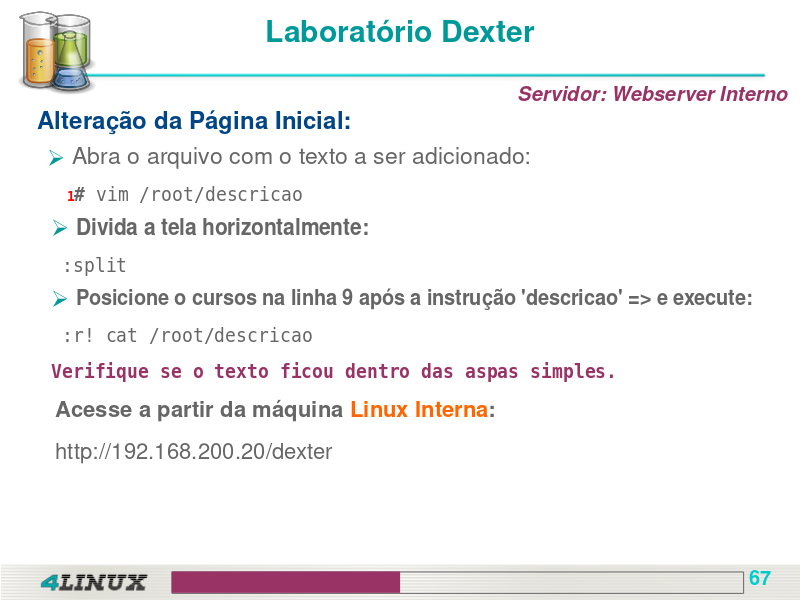 Laboratório Dexter
Servidor: Webserver Interno
Alteração da Página Inicial:
Abra o arquivo com o texto a ser adicionado:
1# vim /root/descricao
Divida a tela horizontalmente:
:split
Posicione o cursos na linha 9 após a instrução 'descricao' => e execute:
:r! cat /root/descricao
Verifique se o texto ficou dentro das aspas simples.
Acesse a partir da máquina Linux Interna:
http://192.168.200.20/dexter
4LINUX
67